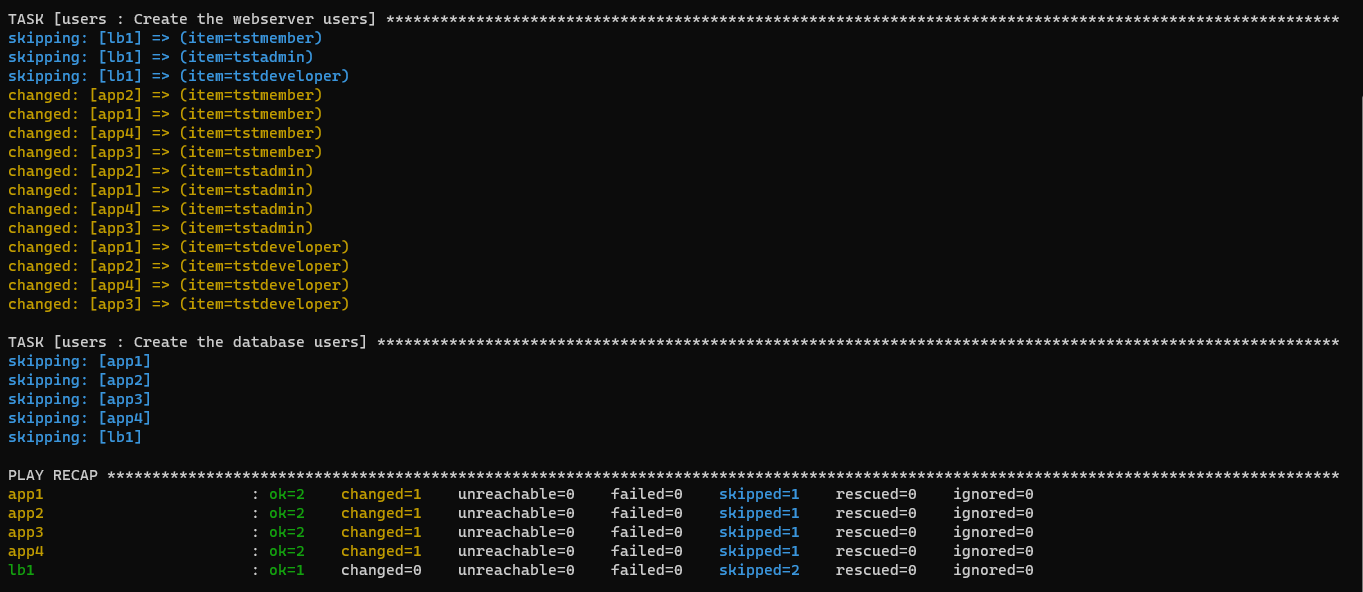 TASK [users : Create the webserver users] **********************************************************************************************************
skipping: [lb1] => (item=tstmember)
skipping: [lb1] => (item=tstadmin)
skipping: [lb1] => (item=tstdeveloper)
changed: [app2] => (item=tstmember)
changed: [app1] => (item=tstmember)
changed: [app4] => (item=tstmember)
changed: [app3] => (item=tstmember)
changed: [app2] => (item=tstadmin)
changed: [app1] => (item=tstadmin)
changed: [app4] => (item=tstadmin)
changed: [app3] => (item=tstadmin)
changed: [app1] => (item=tstdeveloper)
changed: [app2] => (item=tstdeveloper)
changed: [app4] => (item=tstdeveloper)
changed: [app3] => (item=tstdeveloper)

TASK [users : Create the database users] ***********************************************************************************************************
skipping: [app1]
skipping: [app2]
skipping: [app3]
skipping: [app4]
skipping: [lb1]

PLAY RECAP *****************************************************************************************************************************************
app1                       : ok=2    changed=1    unreachable=0    failed=0    skipped=1    rescued=0    ignored=0
app2                       : ok=2    changed=1    unreachable=0    failed=0    skipped=1    rescued=0    ignored=0
app3                       : ok=2    changed=1    unreachable=0    failed=0    skipped=1    rescued=0    ignored=0
app4                       : ok=2    changed=1    unreachable=0    failed=0    skipped=1    rescued=0    ignored=0
lb1                        : ok=1    changed=0    unreachable=0    failed=0    skipped=2    rescued=0    ignored=0